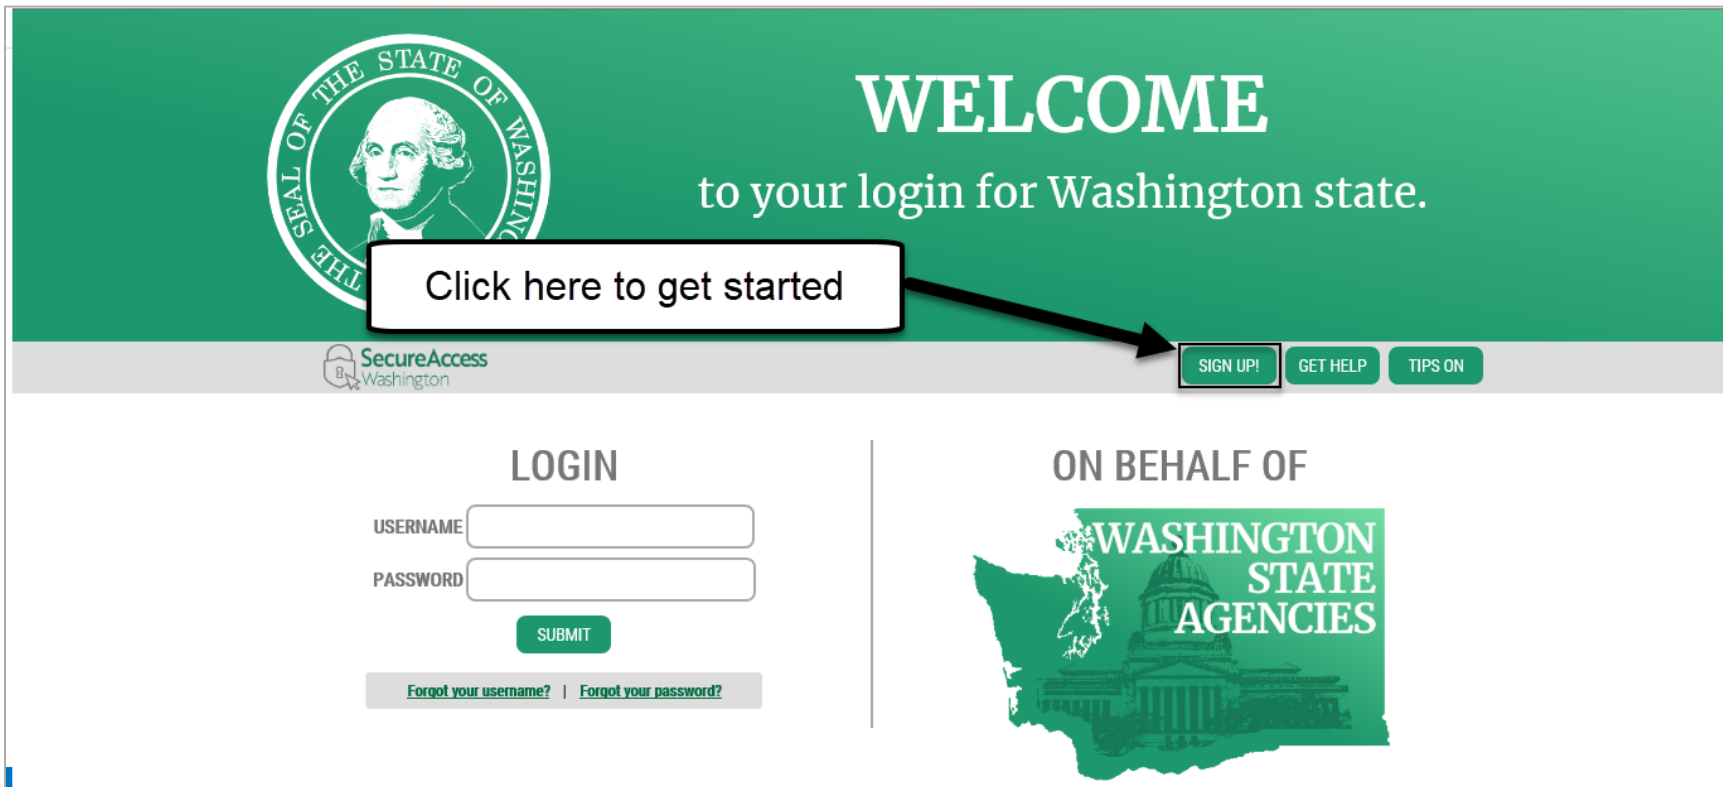 THE SEAL OF THE STATE OF WASHING
WELCOME
to your login for Washington state.
Click here to get started
SecureAccess
Washington
SIGN UP!
GET HELP
TIPS ON
LOGIN
USERNAME
PASSWORD
SUBMIT
Forgot your username? | Forgot your password?
ON BEHALF OF
WASHINGTON
STATE
AGENCIES